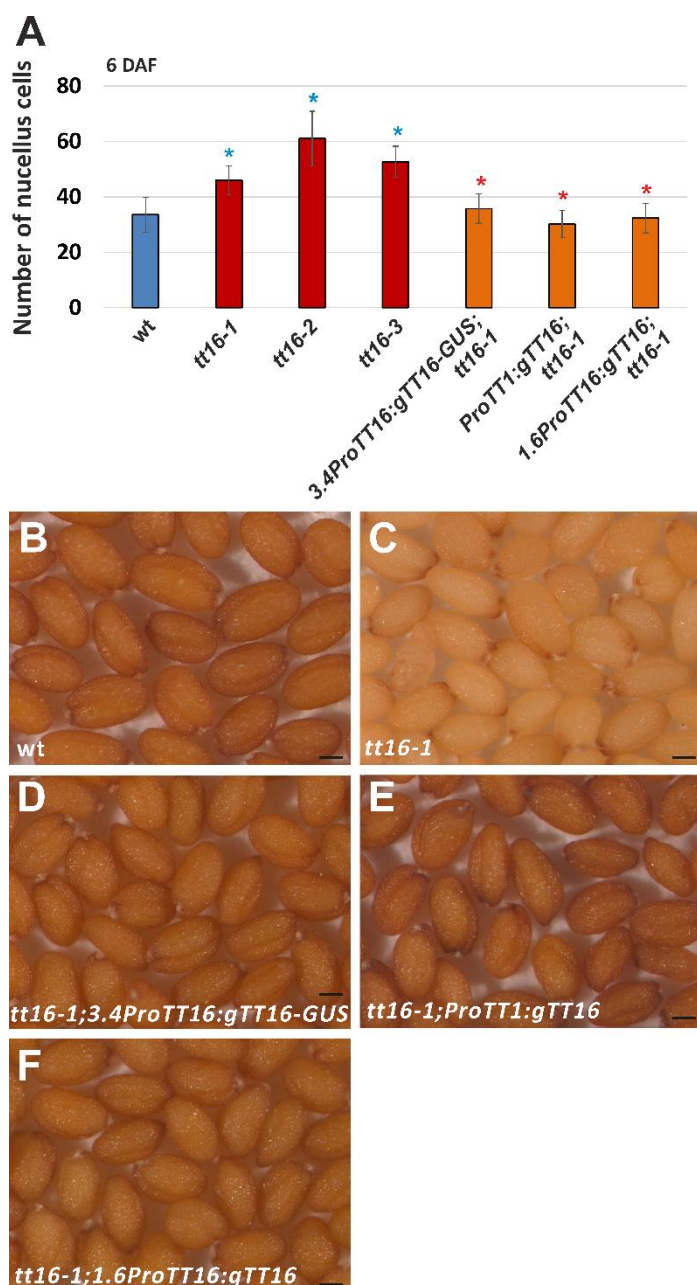 A
6 DAF
Number of nucellus cells
80
60
40
20
0
*
*
*
*
*
*
wt
tt16-1
tt16-2
tt16-3
3.4ProTT16:gTT16-GUS;
tt16-1
ProTT1:gTT16;
tt16-1
1.6ProTT16:gTT16;
tt16-1
B
wt
C
tt16-1
D
tt16-1;3.4ProTT16:gTT16-GUS
E
tt16-1;ProTT1:gTT16
F
tt16-1;1.6ProTT16:gTT16